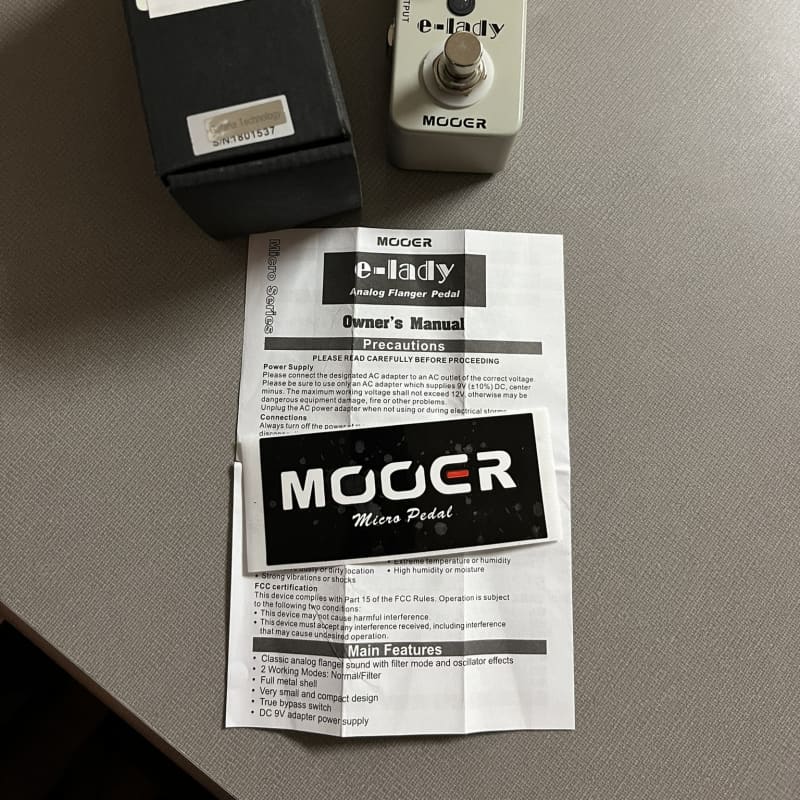 OUTPUT
e-lady
MOOER
Technology
S/N:1801537
Micro Series
MOOER
e-lady
Analog Flanger Pedal
Owner's Manual
Precautions
PLEASE READ CAREFULLY BEFORE PROCEEDING
Power Supply
Please connect the designated AC adapter to an AC outlet of the correct voltage.
Please be sure to use only an AC adapter which supplies 9V (±10%) DC, center
minus. The maximum working voltage shall not exceed 12V, otherwise may be
dangerous equipment damage, fire or other problems.
Unplug the AC power adapter when not using or during electrical storms.
Connections
Always turn off the power of
MOOER
Micro Pedal
or dirty location
• Extreme temperature or humidity
• Strong vibrations or shocks
• High humidity or moisture
FCC certification
This device complies with Part 15 of the FCC Rules. Operation is subject
to the following two conditions:
• This device may not cause harmful interference.
• This device must accept any interference received, including interference
that may cause undesired operation.
Main Features
• Classic analog flanger sound with filter mode and oscillator effects
• 2 Working Modes: Normal/Filter
• Full metal shell
• Very small and compact design
• True bypass switch
• DC 9V adapter power supply